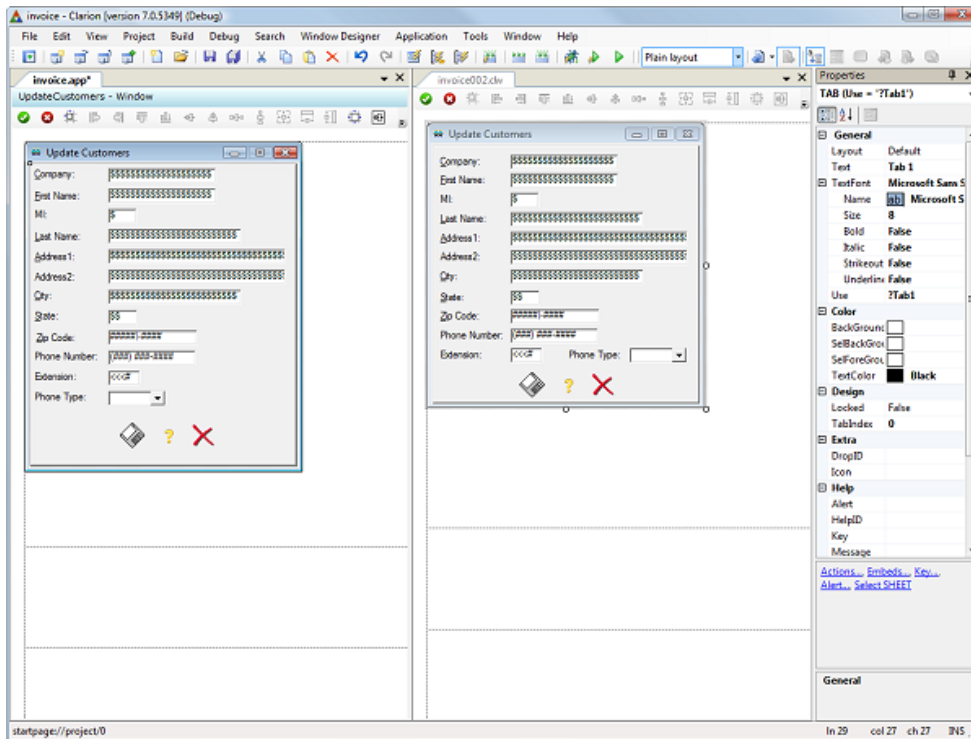 invoice - Clarion [version 7.0.5349] (Debug)
File Edit View Project Build Debug Search Window Designer Application Tools Window Help
Plain layout
invoice.app*
UpdateCustomers - Window
Update Customers
Company: $$$$$$$$$$$$$$$$$$$$
First Name: $$$$$$$$$$$$$$$$$$$$
MI: $
Last Name: $$$$$$$$$$$$$$$$$$$$$$$$$
Address1: $$$$$$$$$$$$$$$$$$$$$$$$$$$$$$$$$$$
Address2: $$$$$$$$$$$$$$$$$$$$$$$$$$$$$$$$$$$
City: $$$$$$$$$$$$$$$$$$$$$$$$$
State: $$
Zip Code: #####|-####
Phone Number: (###) ###-####
Extension: <<<#
Phone Type:
invoice002.clw
Update Customers
Company: $$$$$$$$$$$$$$$$$$$$
First Name: $$$$$$$$$$$$$$$$$$$$
MI: $
Last Name: $$$$$$$$$$$$$$$$$$$$$$$$$
Address1: $$$$$$$$$$$$$$$$$$$$$$$$$$$$$$$$$$$
Address2: $$$$$$$$$$$$$$$$$$$$$$$$$$$$$$$$$$$
City: $$$$$$$$$$$$$$$$$$$$$$$$$
State: $$
Zip Code: #####|-####
Phone Number: (###) ###-####
Extension: <<<# Phone Type:
Properties
TAB (Use = '?Tab1')
General
Layout Default
Text Tab 1
TextFont Microsoft Sans S
Name ab Microsoft S
Size 8
Bold False
Italic False
Strikeout False
Underline False
Use ?Tab1
Color
BackGround
SelBackGrou
SelForeGrou
TextColor Black
Design
Locked False
TabIndex 0
Extra
DropID
Icon
Help
Alert
HelpID
Key
Message
Actions... Embeds... Key...
Alert... Select SHEET
General
startpage://project/0
ln 29 col 27 ch 27 INS